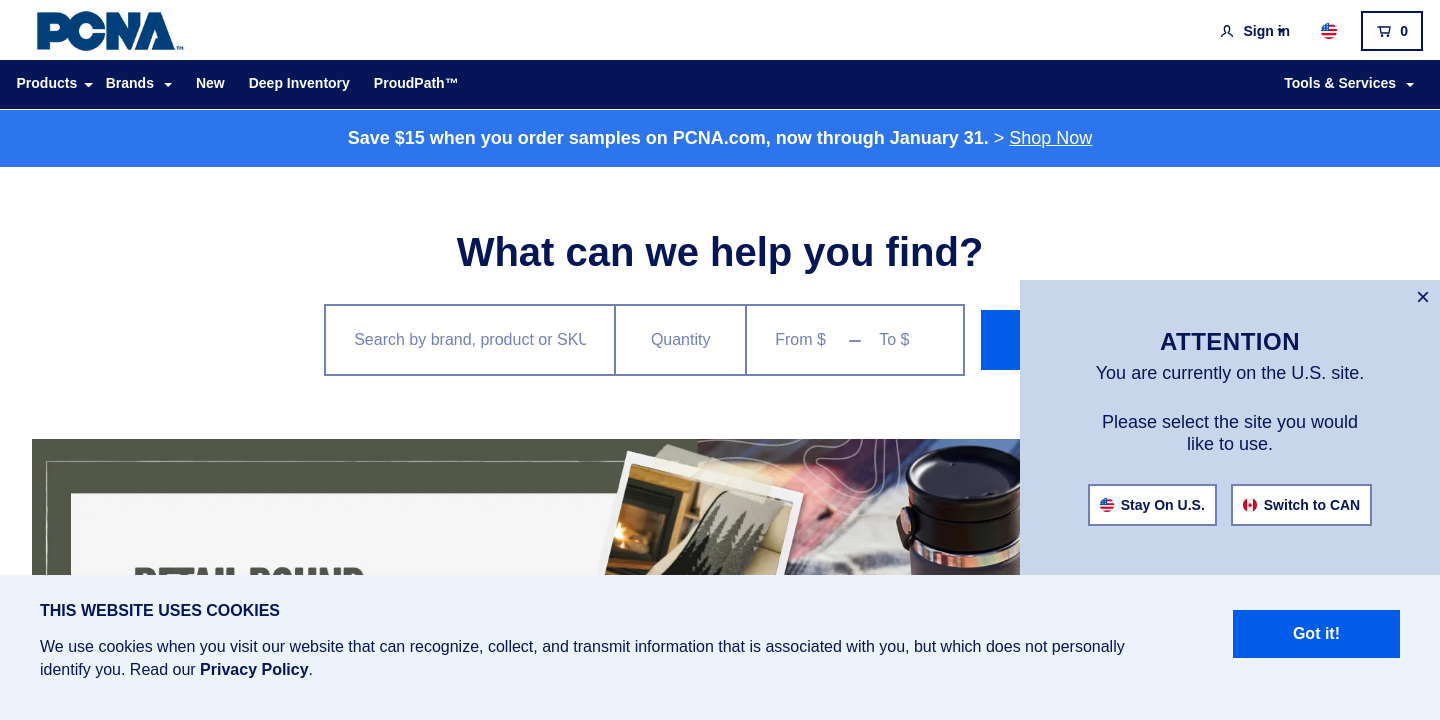 PCNA™
Sign in
0
Products
Brands
New
Deep Inventory
ProudPath™
Tools & Services
Save $15 when you order samples on PCNA.com, now through January 31. > Shop Now
What can we help you find?
Search by brand, product or SKU
Quantity
From $
To $
×
ATTENTION
You are currently on the U.S. site.
Please select the site you would
like to use.
Stay On U.S.
Switch to CAN
THIS WEBSITE USES COOKIES
We use cookies when you visit our website that can recognize, collect, and transmit information that is associated with you, but which does not personally
identify you. Read our Privacy Policy.
Got it!